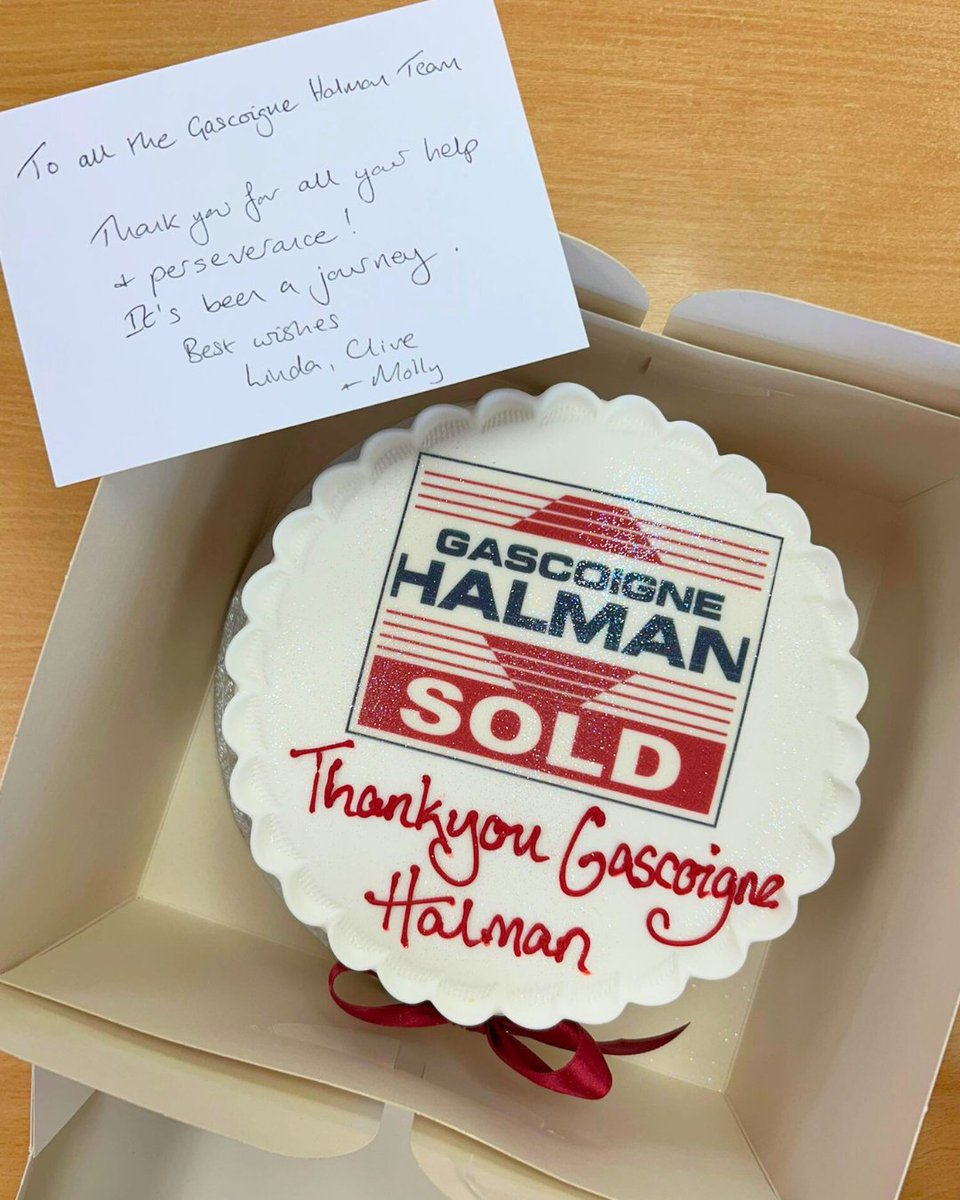 To all the Gascoigne Halman Team
Thank you for all your help
+ perseverance!
It's been a journey.
Best wishes
Linda, Clive
+ Molly
GASCOIGNE
HALMAN
SOLD
Thankyou Gascoigne
Halman